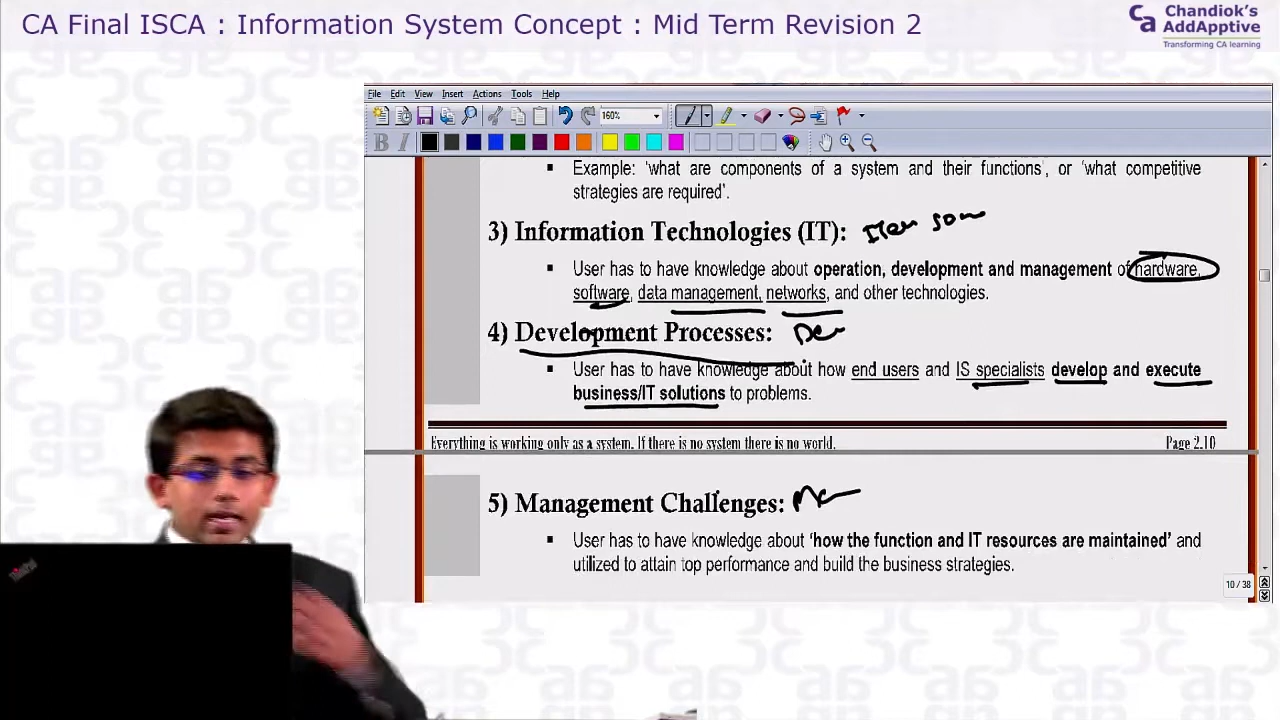 CA Final ISCA : Information System Concept : Mid Term Revision 2
Ca Chandiok's
AddApptive
Transforming CA learning
File Edit View Insert Actions Tools Help
160%
B I
▪ Example: 'what are components of a system and their functions', or 'what competitive
strategies are required'.
3) Information Technologies (IT):
▪ User has to have knowledge about operation, development and management of hardware,
software, data management, networks, and other technologies.
4) Development Processes:
▪ User has to have knowledge about how end users and IS specialists develop and execute
business/IT solutions to problems.
Everything is working only as a system. If there is no system there is no world. Page 2.10
5) Management Challenges:
▪ User has to have knowledge about 'how the function and IT resources are maintained' and
utilized to attain top performance and build the business strategies.
10 / 38